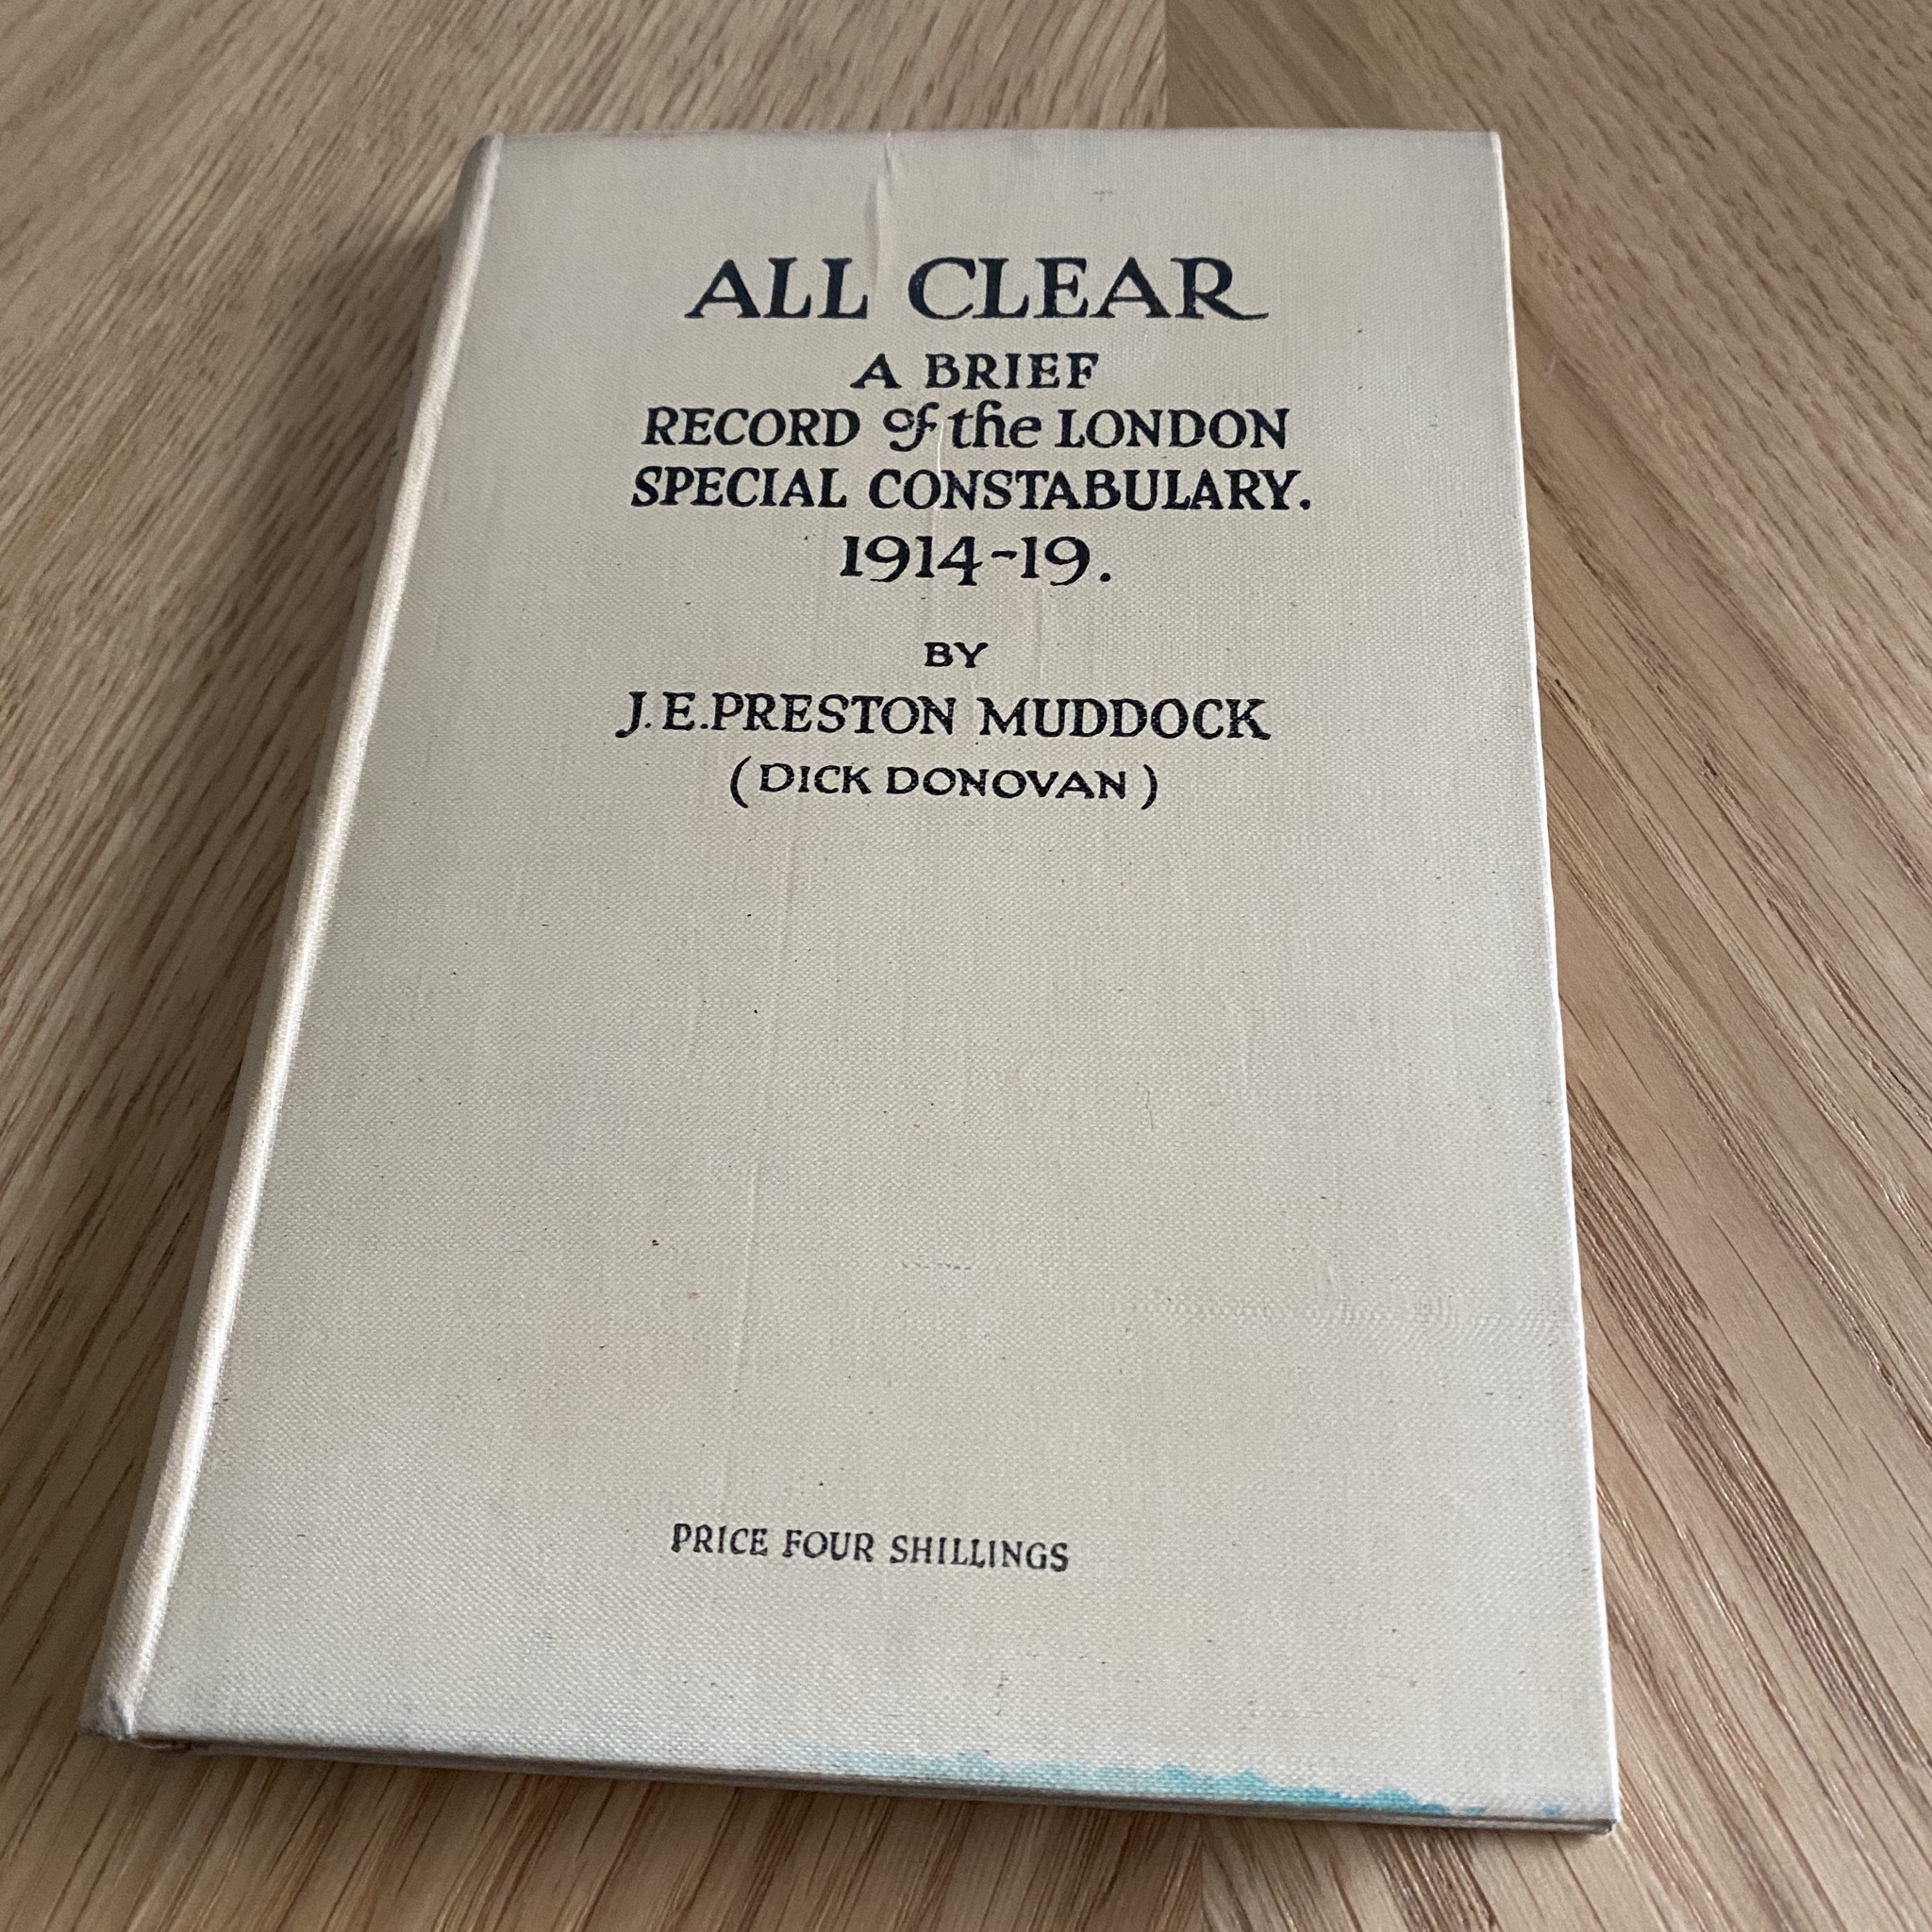 ALL CLEAR
A BRIEF
RECORD of the LONDON
SPECIAL CONSTABULARY.
1914-19.
BY
J. E. PRESTON MUDDOCK
(DICK DONOVAN)
PRICE FOUR SHILLINGS